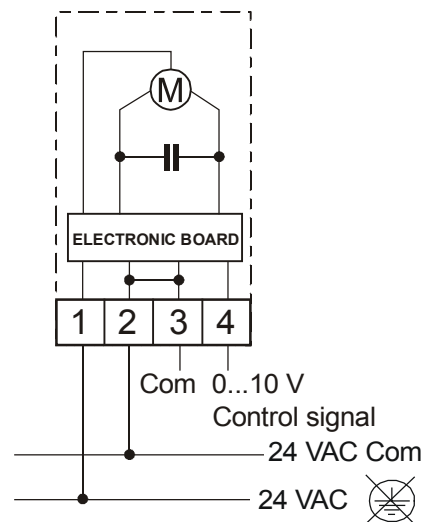 M
ELECTRONIC BOARD
1 2 3 4
Com 0...10 V
Control signal
24 VAC Com
24 VAC